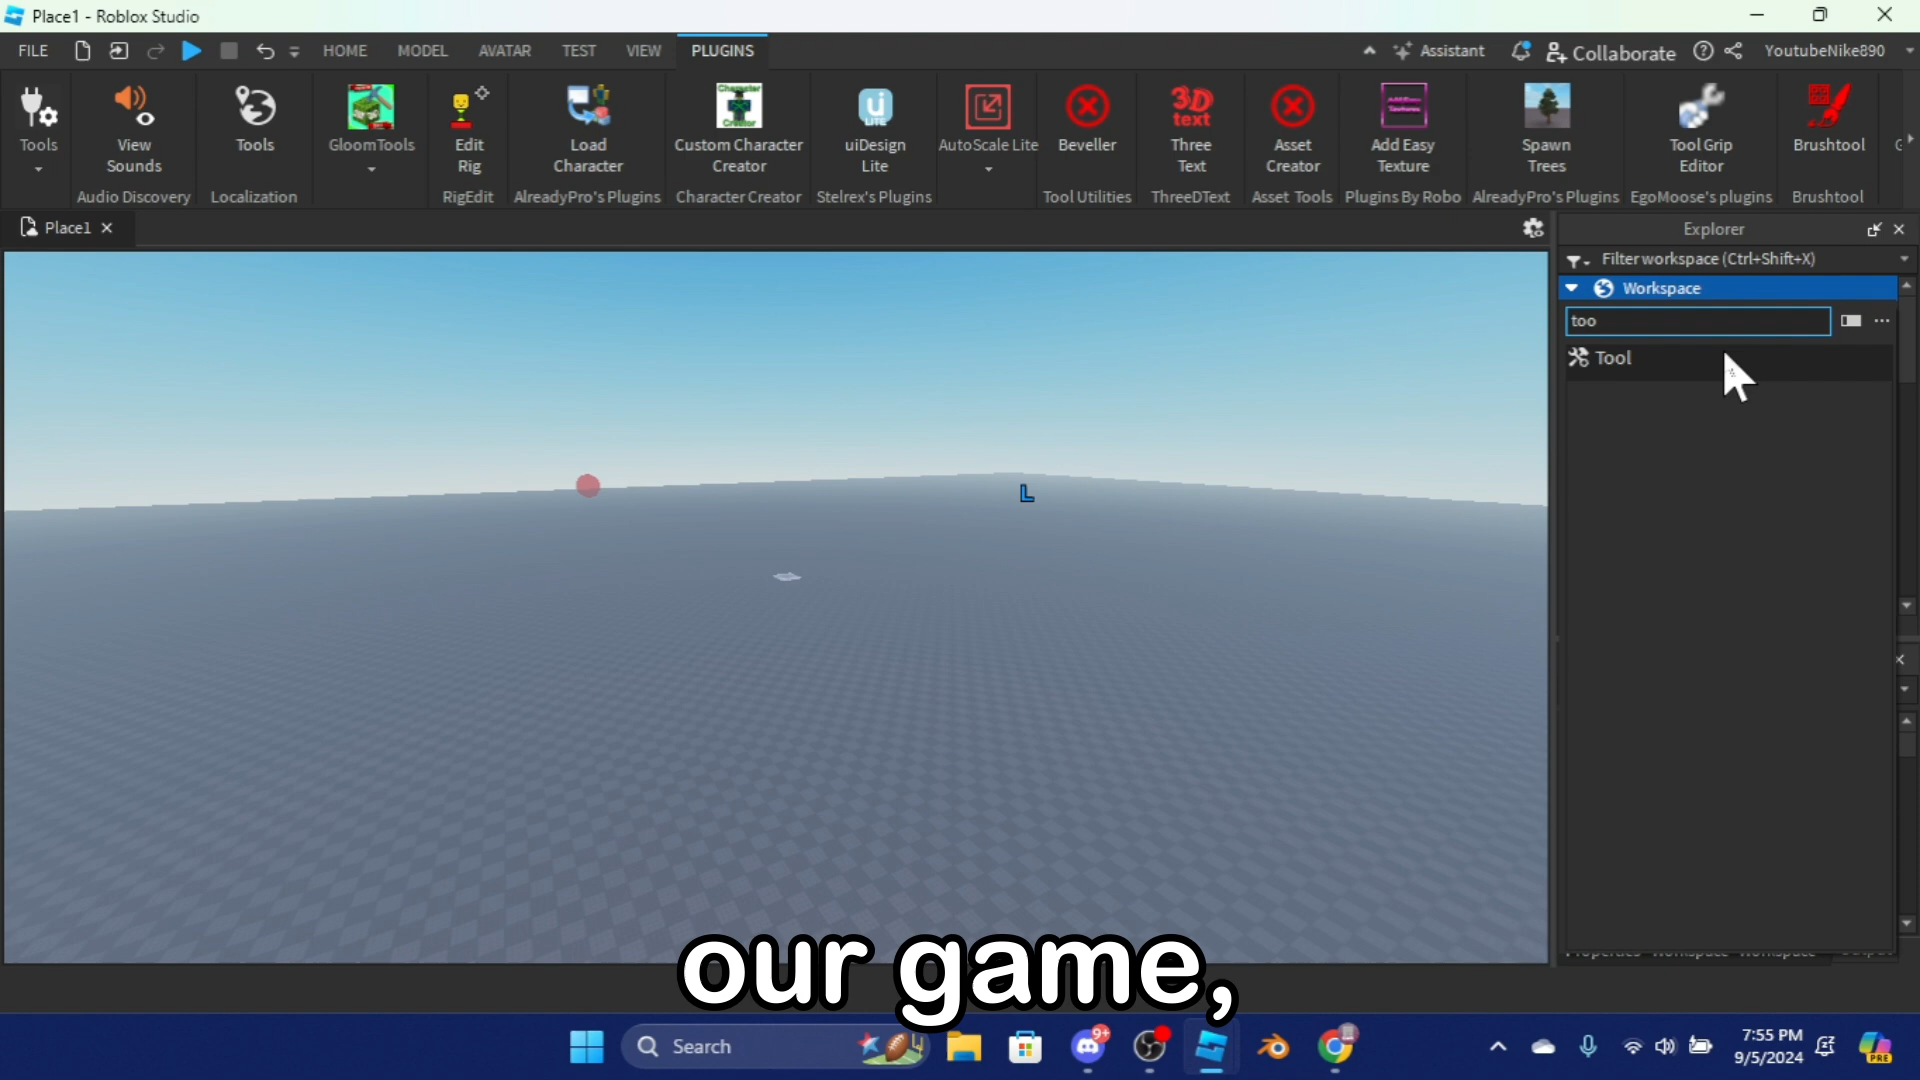 Place1 - Roblox Studio
FILE HOME MODEL AVATAR TEST VIEW PLUGINS Assistant Collaborate YoutubeNike890
Tools
View Sounds
Tools
GloomTools
Edit Rig
Load Character
Custom Character Creator
uiDesign Lite
AutoScale Lite
Beveller
Three Text
Asset Creator
Add Easy Texture
Spawn Trees
Tool Grip Editor
Brushtool
Audio Discovery Localization RigEdit AlreadyPro's Plugins Character Creator Stelrex's Plugins Tool Utilities ThreeDText Asset Tools Plugins By Robo AlreadyPro's Plugins EgoMoose's plugins Brushtool
Place1
Explorer
Filter workspace (Ctrl+Shift+X)
Workspace
too
Tool
L
our game,
Search
9+
7:55 PM
9/5/2024
PRE